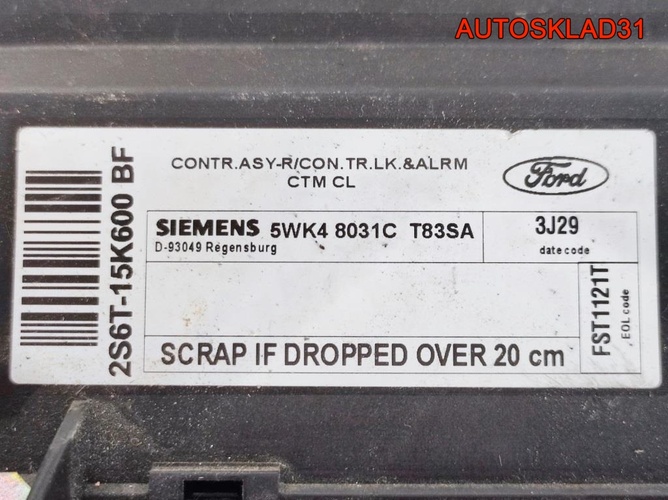 AUTOSKLAD31
CONTR.ASY-R/CON.TR.LK.&ALRM
CTM CL
Ford
2S6T-15K600 BF
SIEMENS 5WK4 8031C T83SA
D-93049 Regensburg
3J29
date code
FST1121T
EOL code
SCRAP IF DROPPED OVER 20 cm